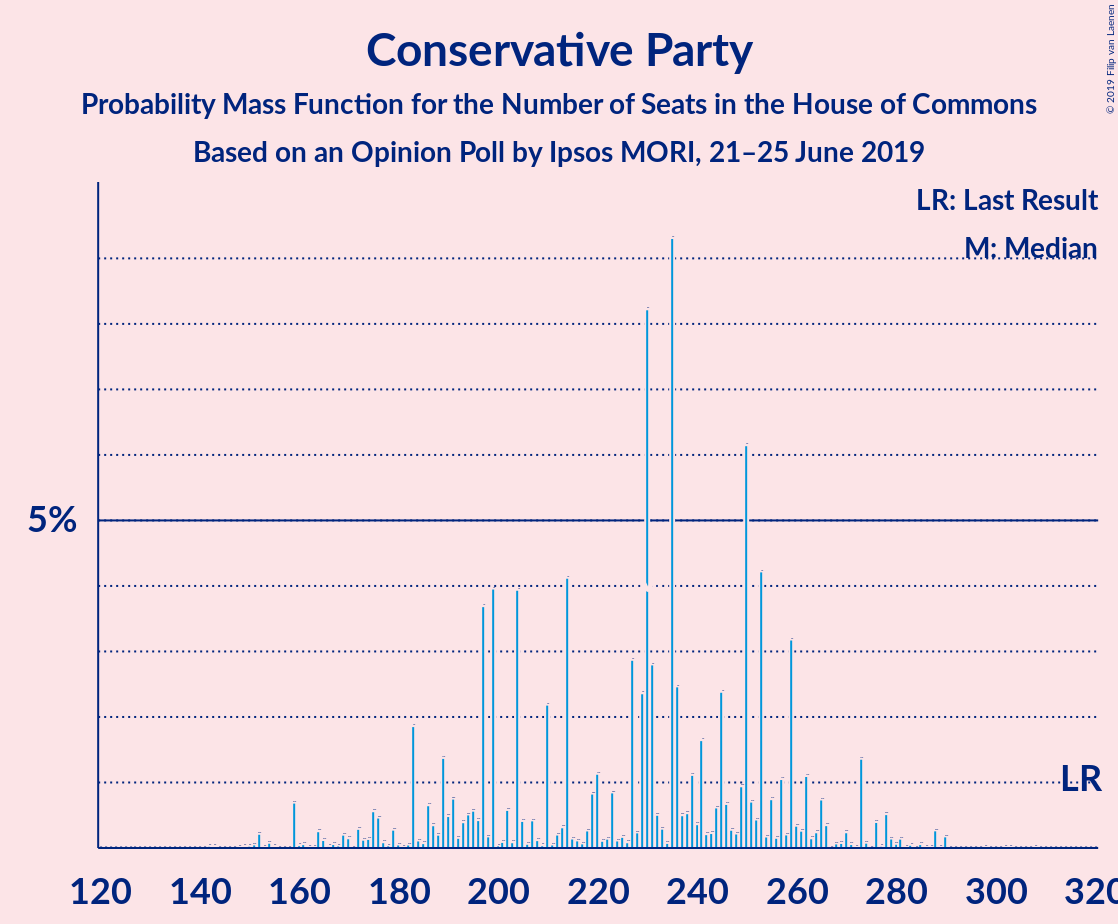 Conservative Party
Probability Mass Function for the Number of Seats in the House of Commons
Based on an Opinion Poll by Ipsos MORI, 21–25 June 2019
© 2019 Filip van Laenen
LR: Last Result
M: Median
5%
LR
120 140 160 180 200 220 240 260 280 300 320